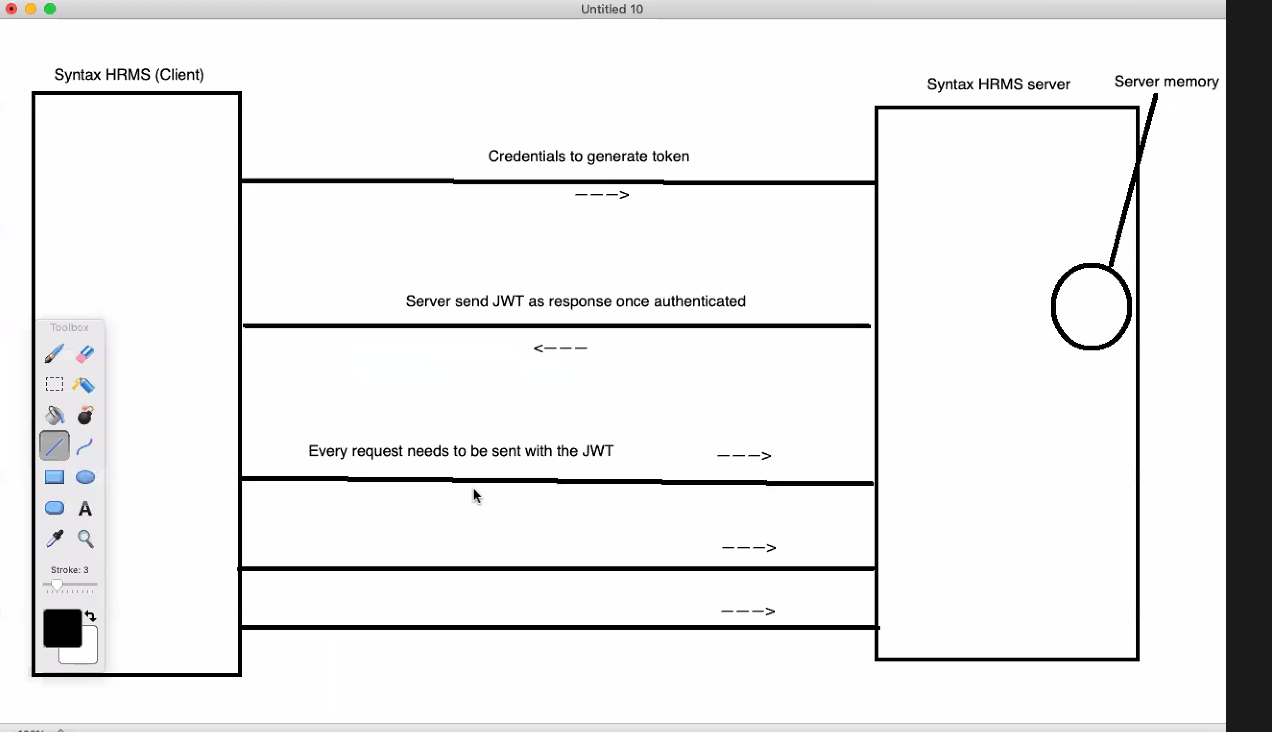 Untitled 10
Syntax HRMS (Client)
Syntax HRMS server
Server memory
Credentials to generate token
———>
Server send JWT as response once authenticated
<———
Every request needs to be sent with the JWT
———>
———>
———>
Toolbox
A
Stroke: 3